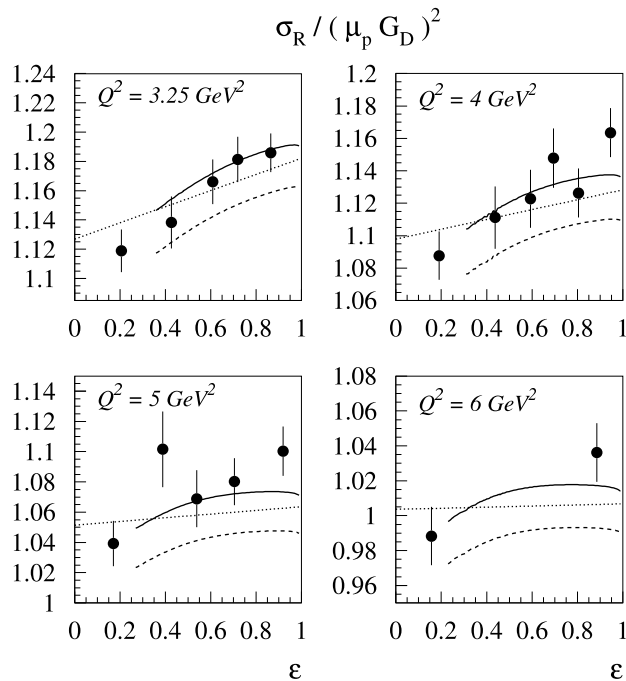 σ_R / ( μ_p G_D )²
Q² = 3.25 GeV²
1.24
1.22
1.2
1.18
1.16
1.14
1.12
1.1
0 0.2 0.4 0.6 0.8 1
Q² = 4 GeV²
1.2
1.18
1.16
1.14
1.12
1.1
1.08
1.06
0 0.2 0.4 0.6 0.8 1
Q² = 5 GeV²
1.14
1.12
1.1
1.08
1.06
1.04
1.02
1
0 0.2 0.4 0.6 0.8 1
ε
Q² = 6 GeV²
1.08
1.06
1.04
1.02
1
0.98
0.96
0 0.2 0.4 0.6 0.8 1
ε